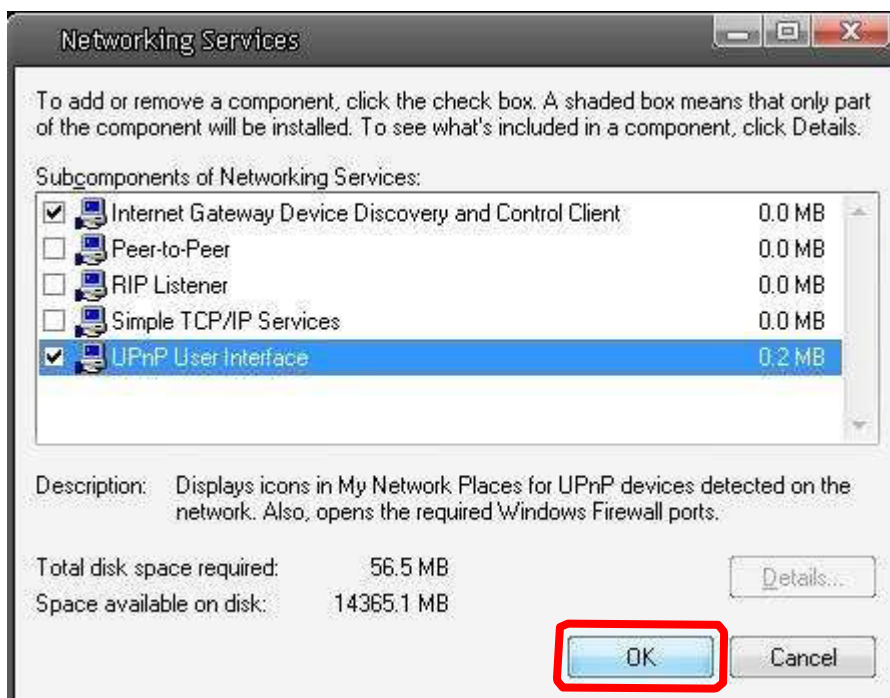 Networking Services
To add or remove a component, click the check box. A shaded box means that only part
of the component will be installed. To see what's included in a component, click Details.
Subcomponents of Networking Services:
Internet Gateway Device Discovery and Control Client 0.0 MB
Peer-to-Peer 0.0 MB
RIP Listener 0.0 MB
Simple TCP/IP Services 0.0 MB
UPnP User Interface 0.2 MB
Description: Displays icons in My Network Places for UPnP devices detected on the
network. Also, opens the required Windows Firewall ports.
Total disk space required: 56.5 MB
Details...
Space available on disk: 14365.1 MB
OK Cancel